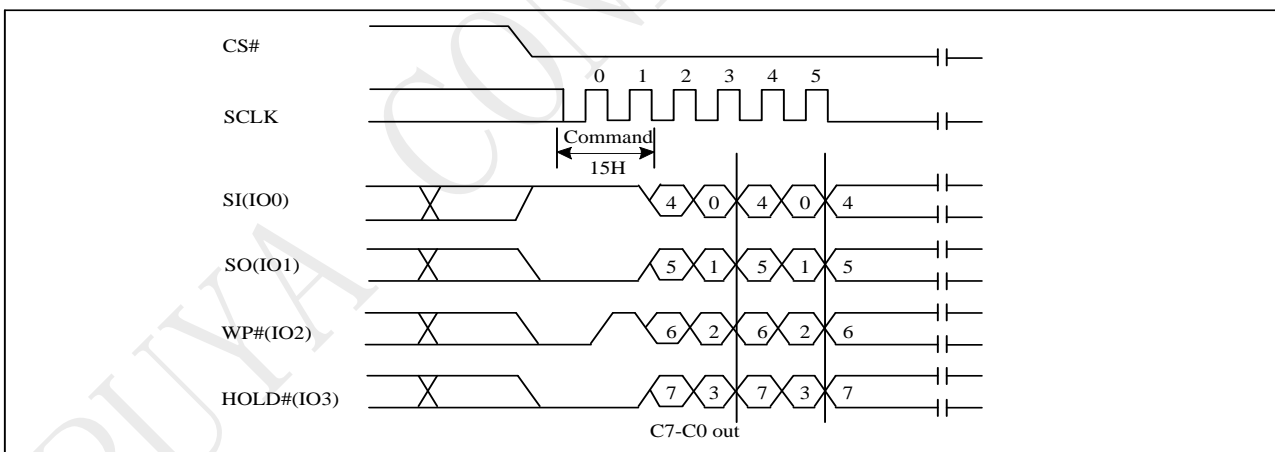 CS#
0 1 2 3 4 5
SCLK
Command
15H
SI(IO0) 4 0 4 0 4
SO(IO1) 5 1 5 1 5
WP#(IO2) 6 2 6 2 6
HOLD#(IO3) 7 3 7 3 7
C7-C0 out
PUYA CON